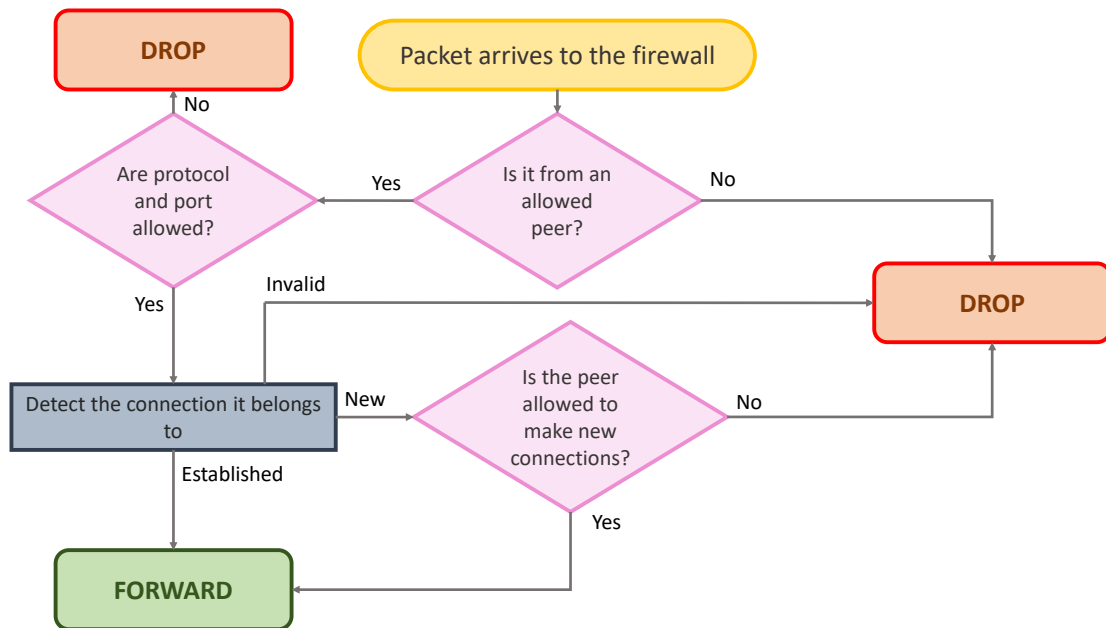 DROP
Packet arrives to the firewall
No
Are protocol
and port
allowed?
Yes
Is it from an
allowed
peer?
No
Yes
Invalid
DROP
Detect the connection it belongs
to
New
Is the peer
allowed to
make new
connections?
No
Established
Yes
FORWARD